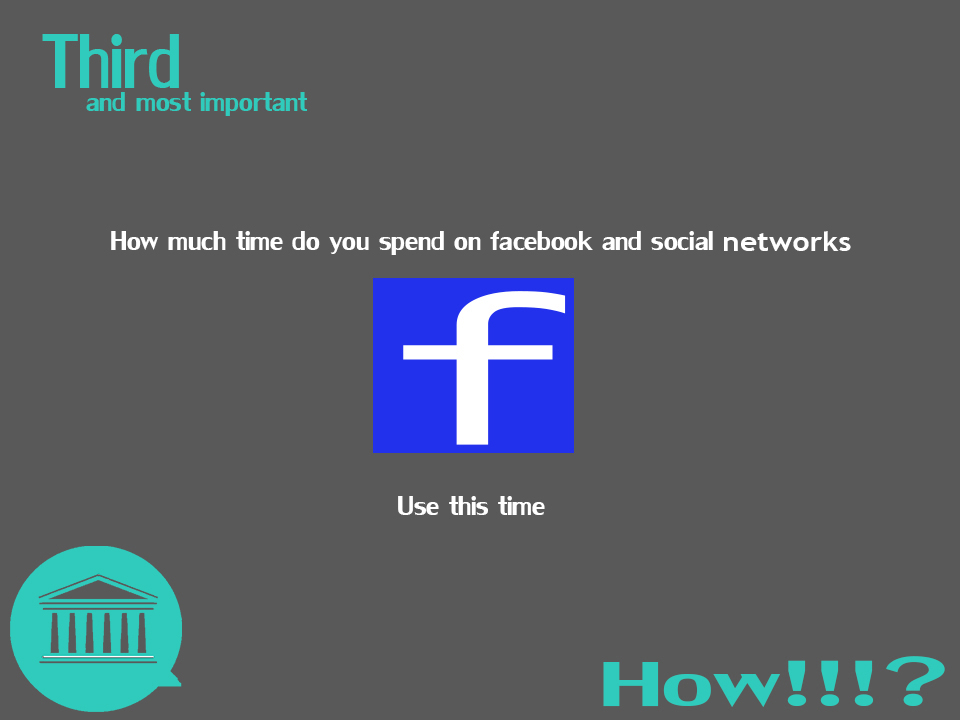 Third
and most important
How much time do you spend on facebook and social networks
f
Use this time
How!!!?